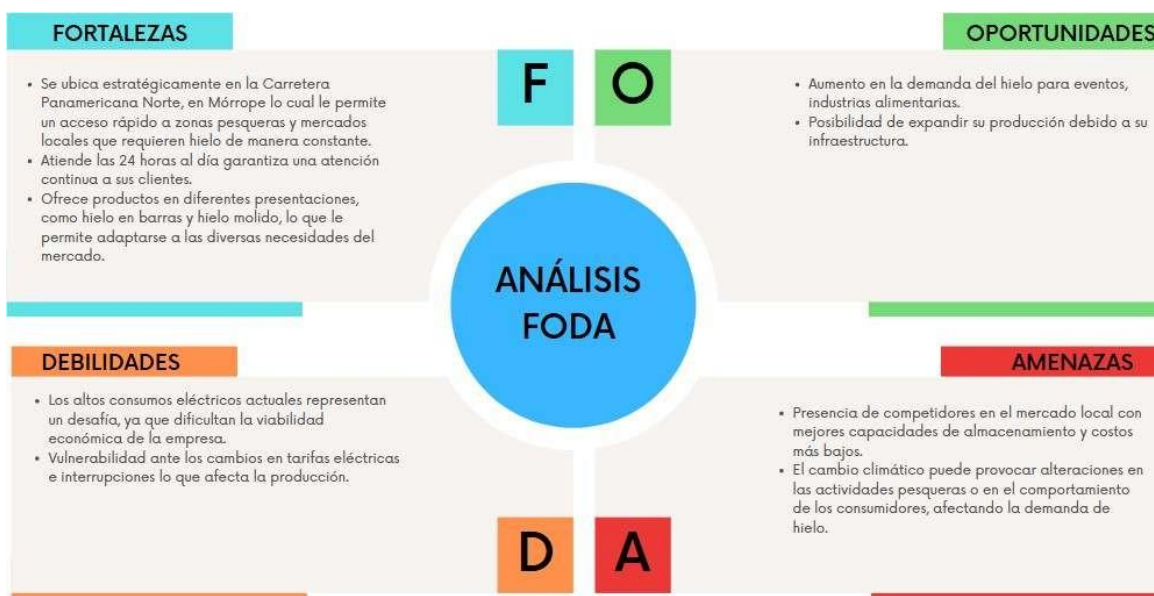 FORTALEZAS
• Se ubica estratégicamente en la Carretera
Panamericana Norte, en Mórrope lo cual le permite
un acceso rápido a zonas pesqueras y mercados
locales que requieren hielo de manera constante.
• Atiende las 24 horas al día garantiza una atención
continua a sus clientes.
• Ofrece productos en diferentes presentaciones,
como hielo en barras y hielo molido, lo que le
permite adaptarse a las diversas necesidades del
mercado.
F
O
OPORTUNIDADES
• Aumento en la demanda del hielo para eventos,
industrias alimentarias.
• Posibilidad de expandir su producción debido a su
infraestructura.
ANÁLISIS
FODA
DEBILIDADES
• Los altos consumos eléctricos actuales representan
un desafía, ya que dificultan la viabilidad
económica de la empresa.
• Vulnerabilidad ante los cambios en tarifas eléctricas
e interrupciones lo que afecta la producción.
D
A
AMENAZAS
• Presencia de competidores en el mercado local con
mejores capacidades de almacenamiento y costos
más bajos.
• El cambio climático puede provocar alteraciones en
las actividades pesqueras o en el comportamiento
de los consumidores, afectando la demanda de
hielo.